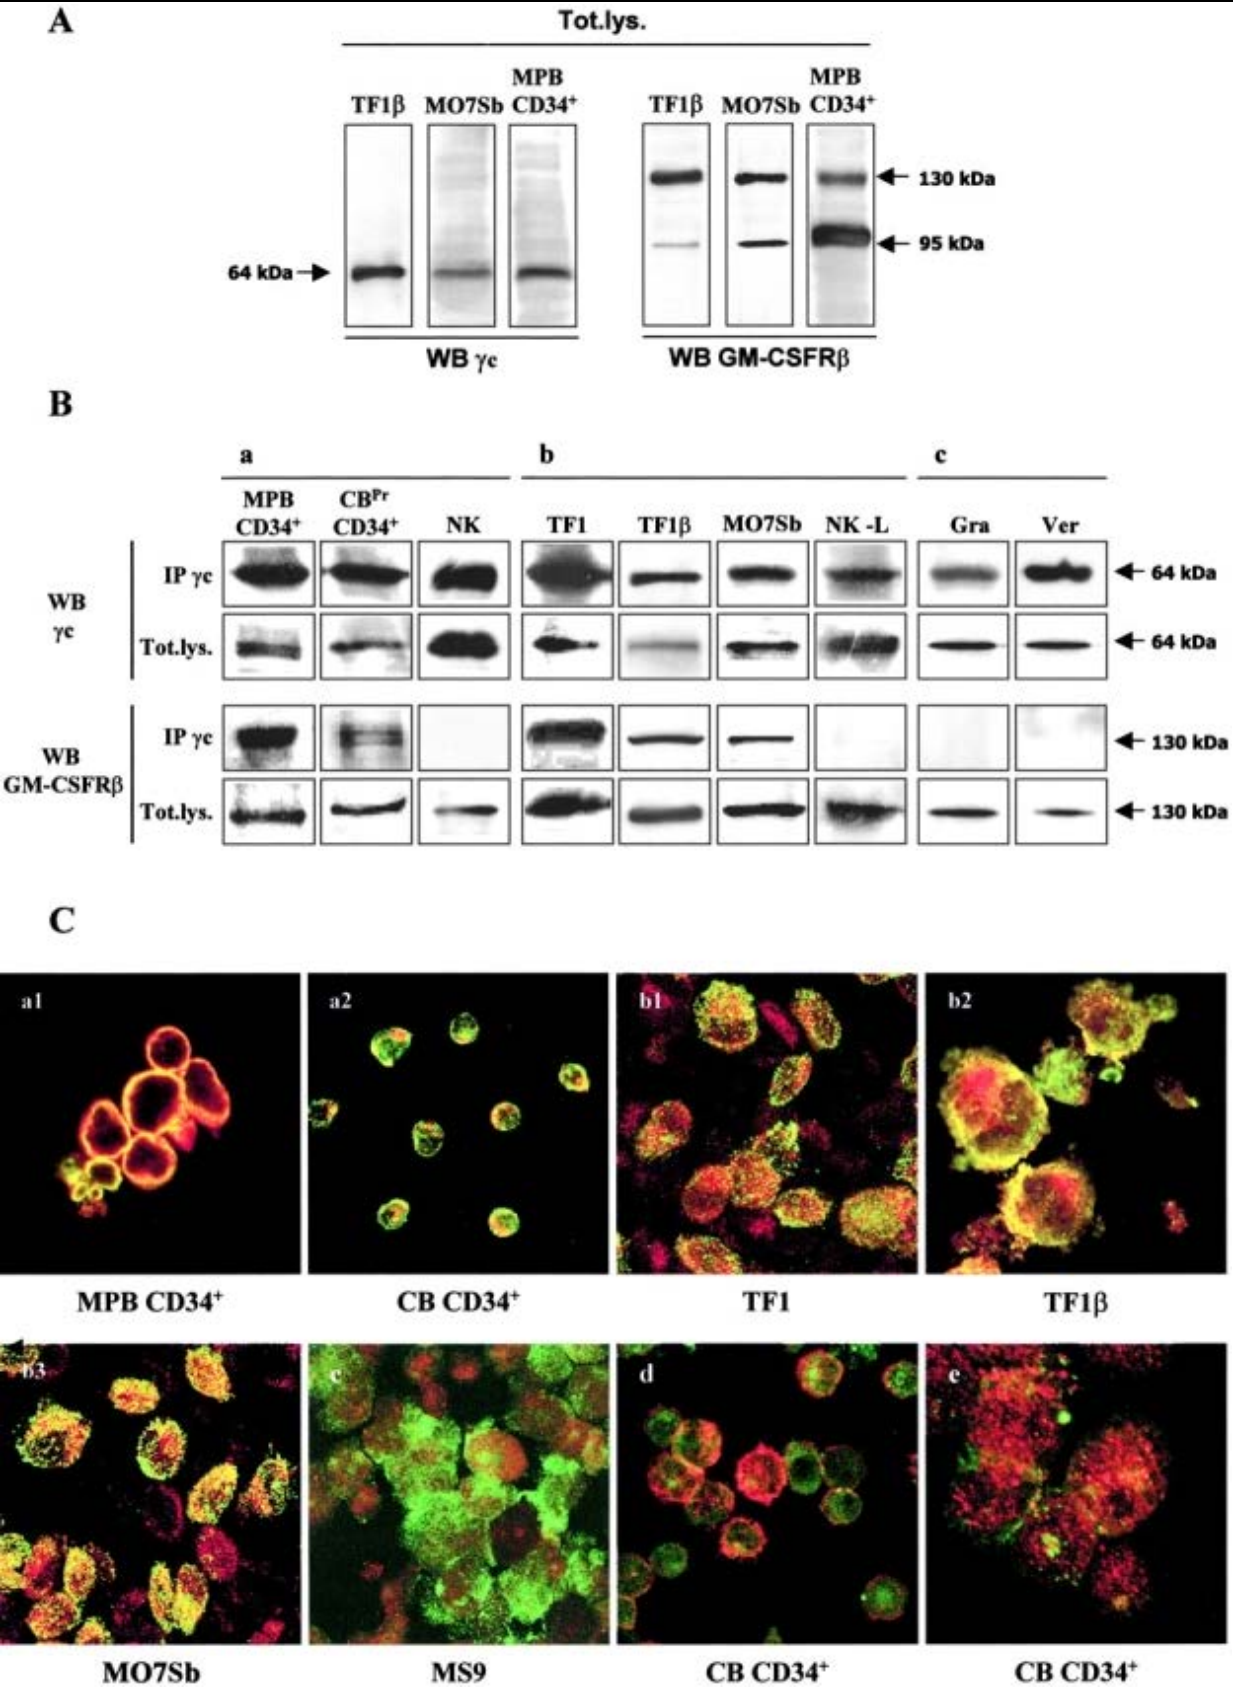 A
Tot.lys.
TF1β MO7Sb MPB CD34⁺ TF1β MO7Sb MPB CD34⁺
130 kDa
95 kDa
64 kDa
WB γc WB GM-CSFRβ
B
a b c
MPB CD34⁺ CBᴾʳ CD34⁺ NK TF1 TF1β MO7Sb NK -L Gra Ver
WB γc
IP γc 64 kDa
Tot.lys. 64 kDa
WB GM-CSFRβ
IP γc 130 kDa
Tot.lys. 130 kDa
C
a1 a2 b1 b2
MPB CD34⁺ CB CD34⁺ TF1 TF1β
b3 c d e
MO7Sb MS9 CB CD34⁺ CB CD34⁺